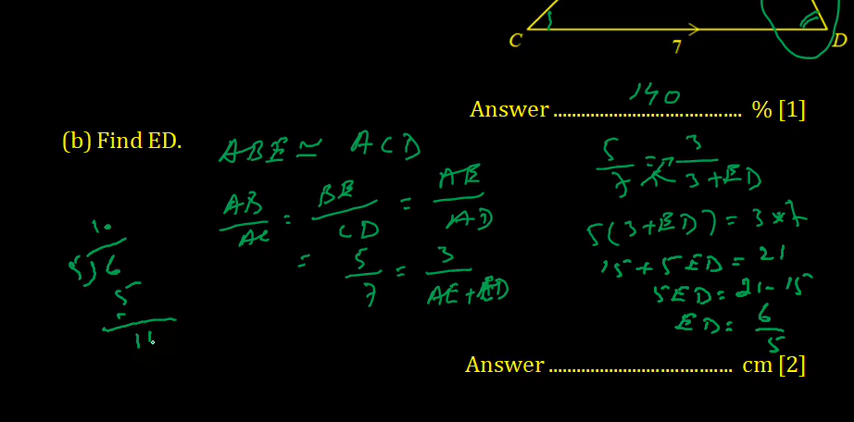 C
D
7
140
Answer ........................................ % [1]
(b) Find ED.
ABE ≅ ACD
AB/AC = BE/CD = AE/AD
= 5/7 = 3/AE+ED
5/7 = 3/3+ED
5(3+ED) = 3*7
15+5ED = 21
5ED = 21-15
ED = 6/5
1.
5)6
5
1
Answer ....................................... cm [2]